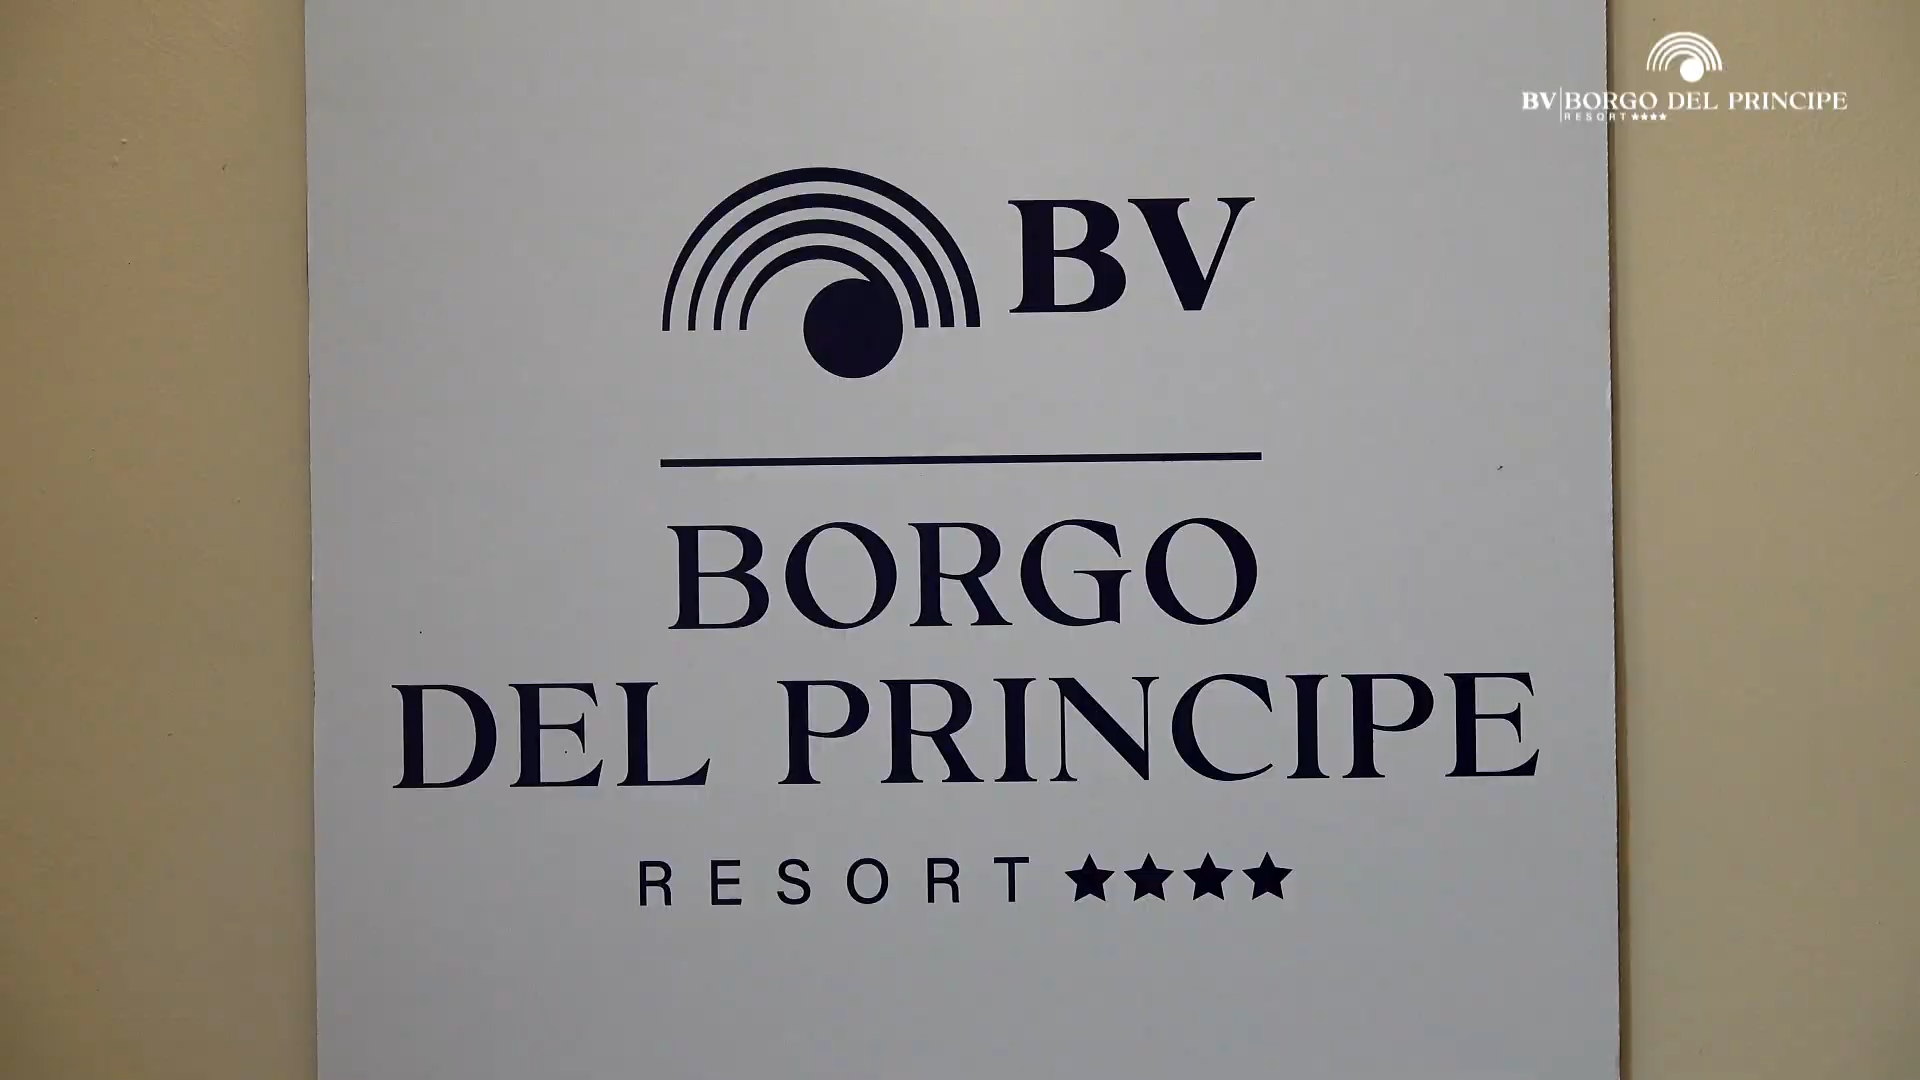 BV BORGO DEL PRINCIPE
RESORT ★★★★
BV
BORGO
DEL PRINCIPE
RESORT ★★★★